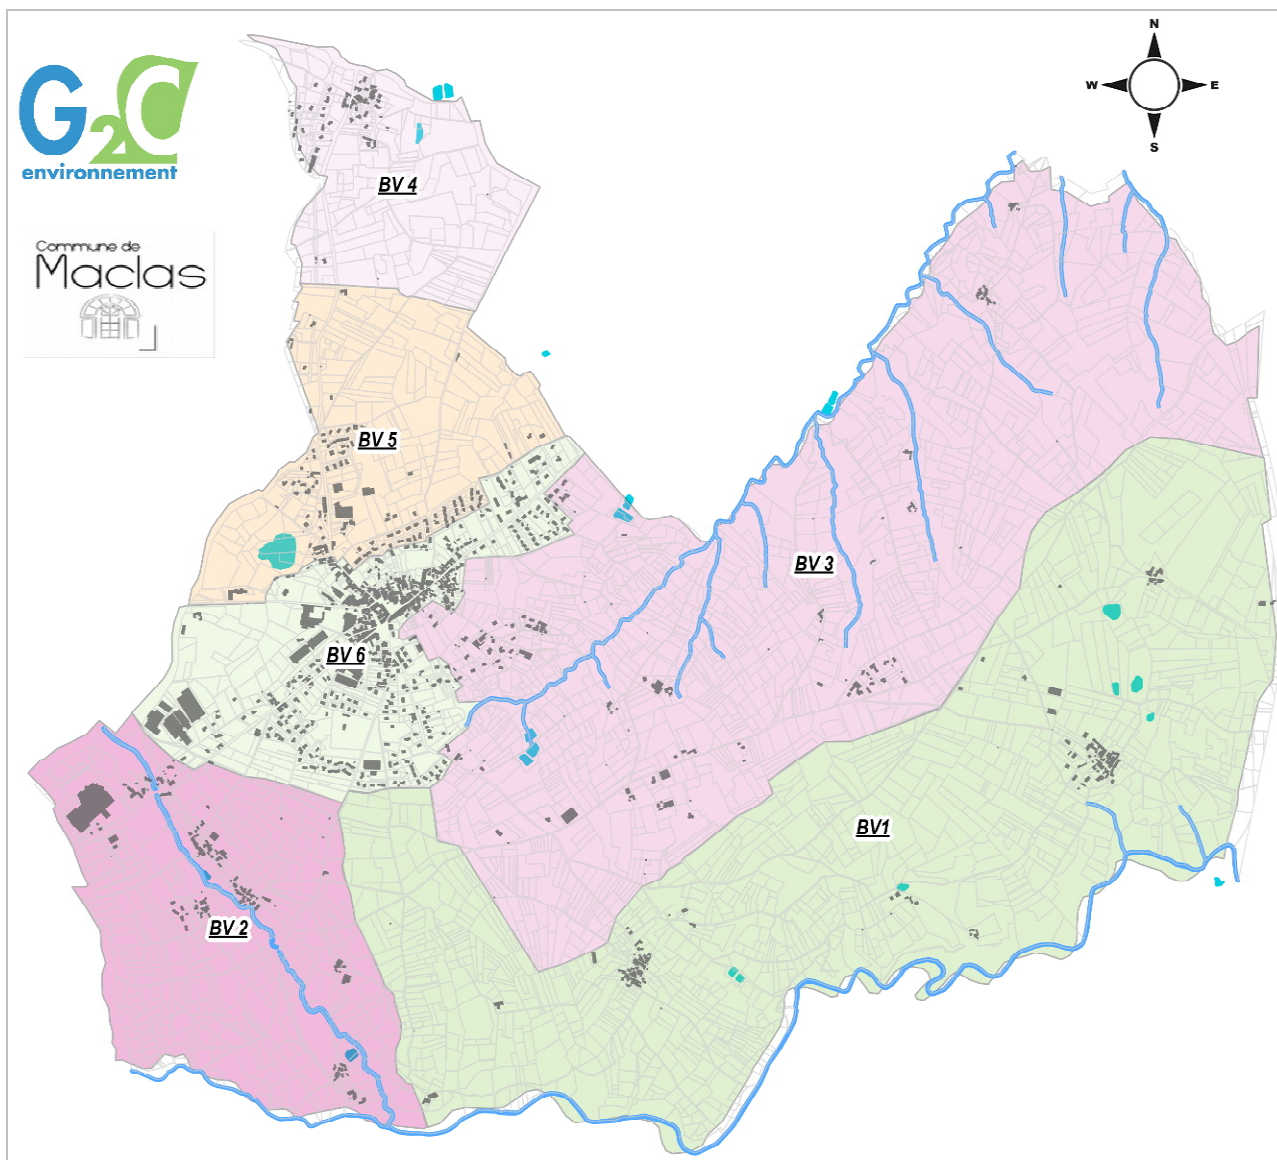 N
W E
S
G2C
environnement
Commune de
Maclas
BV 4
BV 5
BV 3
BV 6
BV1
BV 2